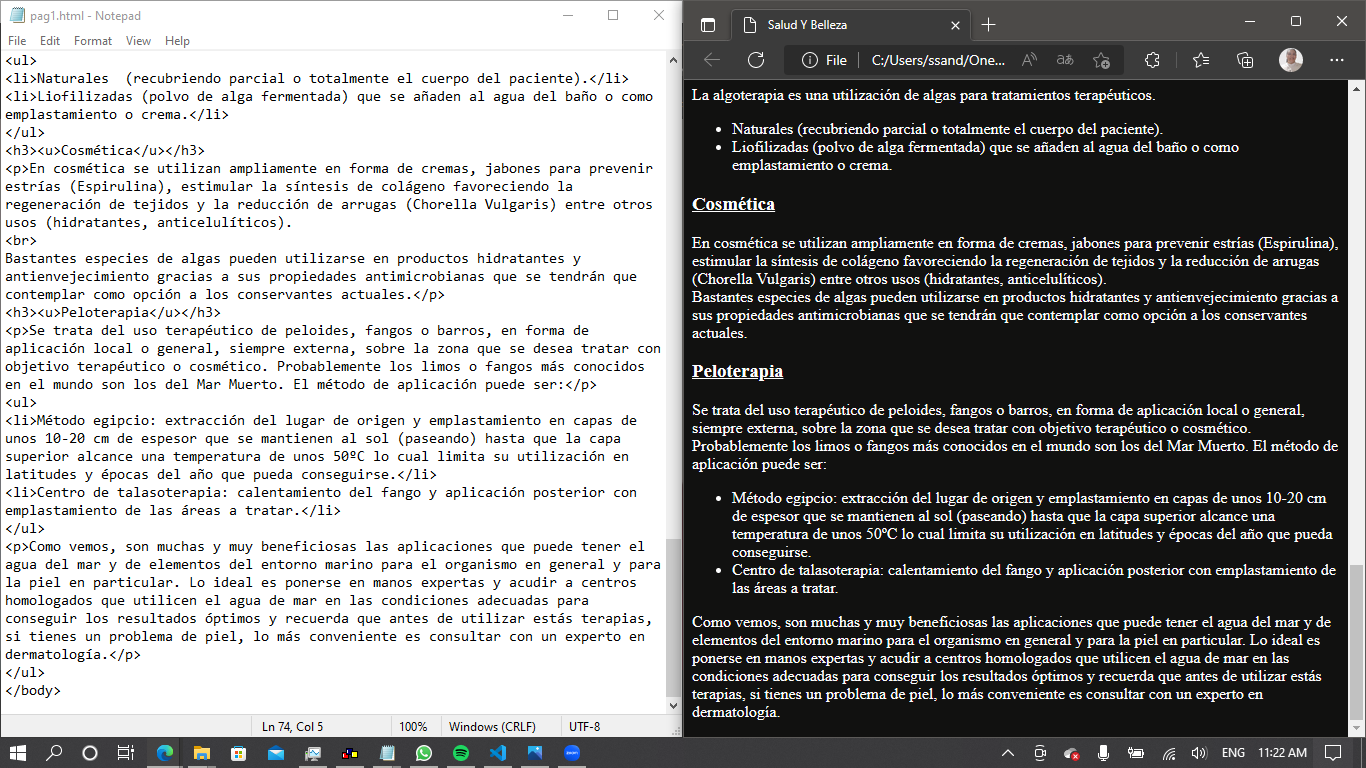 pag1.html - Notepad
File Edit Format View Help
<ul>
<li>Naturales  (recubriendo parcial o totalmente el cuerpo del paciente).</li>
<li>Liofilizadas (polvo de alga fermentada) que se añaden al agua del baño o como
emplastamiento o crema.</li>
</ul>
<h3><u>Cosmética</u></h3>
<p>En cosmética se utilizan ampliamente en forma de cremas, jabones para prevenir
estrías (Espirulina), estimular la síntesis de colágeno favoreciendo la
regeneración de tejidos y la reducción de arrugas (Chorella Vulgaris) entre otros
usos (hidratantes, anticelulíticos).
<br>
Bastantes especies de algas pueden utilizarse en productos hidratantes y
antienvejecimiento gracias a sus propiedades antimicrobianas que se tendrán que
contemplar como opción a los conservantes actuales.</p>
<h3><u>Peloterapia</u></h3>
<p>Se trata del uso terapéutico de peloides, fangos o barros, en forma de
aplicación local o general, siempre externa, sobre la zona que se desea tratar con
objetivo terapéutico o cosmético. Probablemente los limos o fangos más conocidos
en el mundo son los del Mar Muerto. El método de aplicación puede ser:</p>
<ul>
<li>Método egipcio: extracción del lugar de origen y emplastamiento en capas de
unos 10-20 cm de espesor que se mantienen al sol (paseando) hasta que la capa
superior alcance una temperatura de unos 50ºC lo cual limita su utilización en
latitudes y épocas del año que pueda conseguirse.</li>
<li>Centro de talasoterapia: calentamiento del fango y aplicación posterior con
emplastamiento de las áreas a tratar.</li>
</ul>
<p>Como vemos, son muchas y muy beneficiosas las aplicaciones que puede tener el
agua del mar y de elementos del entorno marino para el organismo en general y para
la piel en particular. Lo ideal es ponerse en manos expertas y acudir a centros
homologados que utilicen el agua de mar en las condiciones adecuadas para
conseguir los resultados óptimos y recuerda que antes de utilizar estás terapias,
si tienes un problema de piel, lo más conveniente es consultar con un experto en
dermatología.</p>
</ul>
</body>
Ln 74, Col 5 100% Windows (CRLF) UTF-8
Salud Y Belleza
File C:/Users/ssand/One...
La algoterapia es una utilización de algas para tratamientos terapéuticos.
• Naturales (recubriendo parcial o totalmente el cuerpo del paciente).
• Liofilizadas (polvo de alga fermentada) que se añaden al agua del baño o como
emplastamiento o crema.
Cosmética
En cosmética se utilizan ampliamente en forma de cremas, jabones para prevenir estrías (Espirulina),
estimular la síntesis de colágeno favoreciendo la regeneración de tejidos y la reducción de arrugas
(Chorella Vulgaris) entre otros usos (hidratantes, anticelulíticos).
Bastantes especies de algas pueden utilizarse en productos hidratantes y antienvejecimiento gracias a
sus propiedades antimicrobianas que se tendrán que contemplar como opción a los conservantes
actuales.
Peloterapia
Se trata del uso terapéutico de peloides, fangos o barros, en forma de aplicación local o general,
siempre externa, sobre la zona que se desea tratar con objetivo terapéutico o cosmético.
Probablemente los limos o fangos más conocidos en el mundo son los del Mar Muerto. El método de
aplicación puede ser:
• Método egipcio: extracción del lugar de origen y emplastamiento en capas de unos 10-20 cm
de espesor que se mantienen al sol (paseando) hasta que la capa superior alcance una
temperatura de unos 50ºC lo cual limita su utilización en latitudes y épocas del año que pueda
conseguirse.
• Centro de talasoterapia: calentamiento del fango y aplicación posterior con emplastamiento de
las áreas a tratar.
Como vemos, son muchas y muy beneficiosas las aplicaciones que puede tener el agua del mar y de
elementos del entorno marino para el organismo en general y para la piel en particular. Lo ideal es
ponerse en manos expertas y acudir a centros homologados que utilicen el agua de mar en las
condiciones adecuadas para conseguir los resultados óptimos y recuerda que antes de utilizar estás
terapias, si tienes un problema de piel, lo más conveniente es consultar con un experto en
dermatología.
ENG 11:22 AM